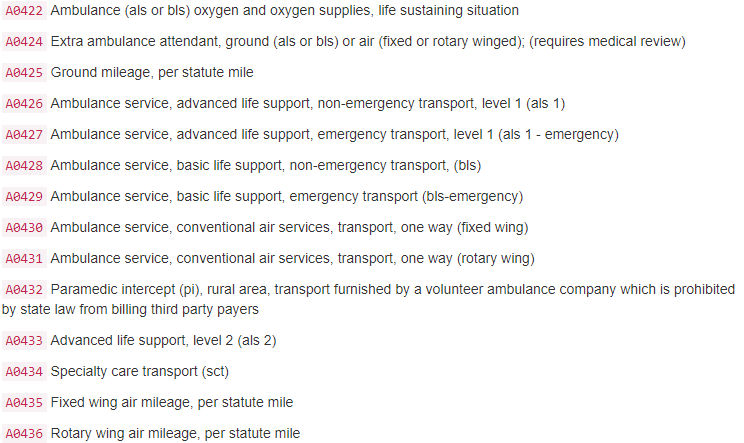 A0422 Ambulance (als or bls) oxygen and oxygen supplies, life sustaining situation
A0424 Extra ambulance attendant, ground (als or bls) or air (fixed or rotary winged); (requires medical review)
A0425 Ground mileage, per statute mile
A0426 Ambulance service, advanced life support, non-emergency transport, level 1 (als 1)
A0427 Ambulance service, advanced life support, emergency transport, level 1 (als 1 - emergency)
A0428 Ambulance service, basic life support, non-emergency transport, (bls)
A0429 Ambulance service, basic life support, emergency transport (bls-emergency)
A0430 Ambulance service, conventional air services, transport, one way (fixed wing)
A0431 Ambulance service, conventional air services, transport, one way (rotary wing)
A0432 Paramedic intercept (pi), rural area, transport furnished by a volunteer ambulance company which is prohibited
by state law from billing third party payers
A0433 Advanced life support, level 2 (als 2)
A0434 Specialty care transport (sct)
A0435 Fixed wing air mileage, per statute mile
A0436 Rotary wing air mileage, per statute mile